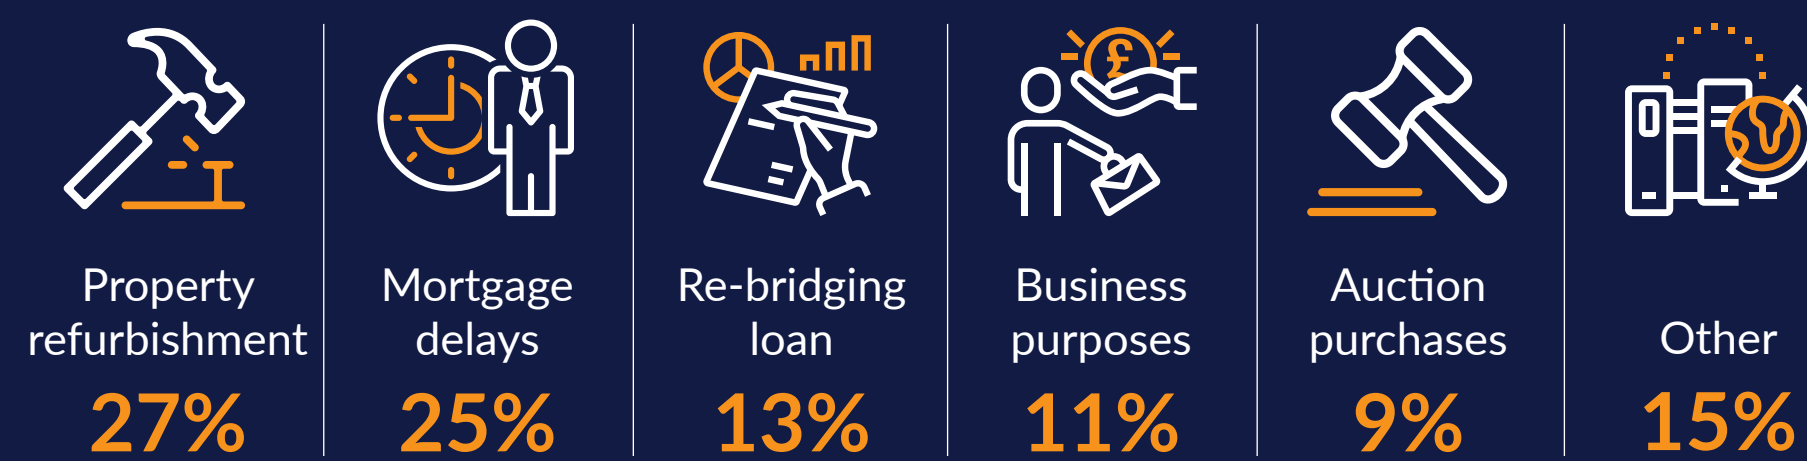 £
Property
refurbishment
27%
Mortgage
delays
25%
Re-bridging
loan
13%
Business
purposes
11%
Auction
purchases
9%
Other
15%